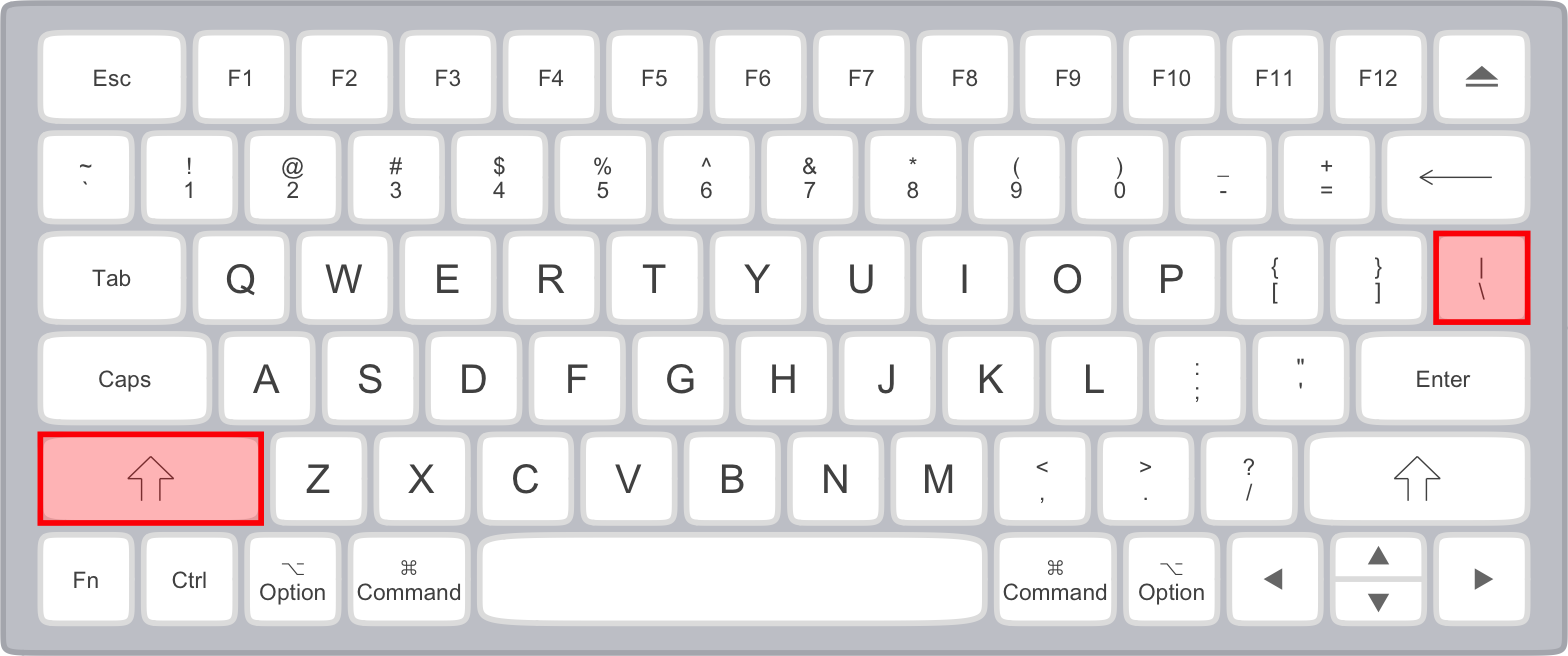 Esc F1 F2 F3 F4 F5 F6 F7 F8 F9 F10 F11 F12
~ ! @ # $ % ^ & * ( ) _ +
` 1 2 3 4 5 6 7 8 9 0 - =
Tab Q W E R T Y U I O P { } |
[ ] \
Caps A S D F G H J K L : " Enter
; '
Z X C V B N M < > ?
, . /
Fn Ctrl ⌥ ⌘ ⌘ ⌥
Option Command Command Option